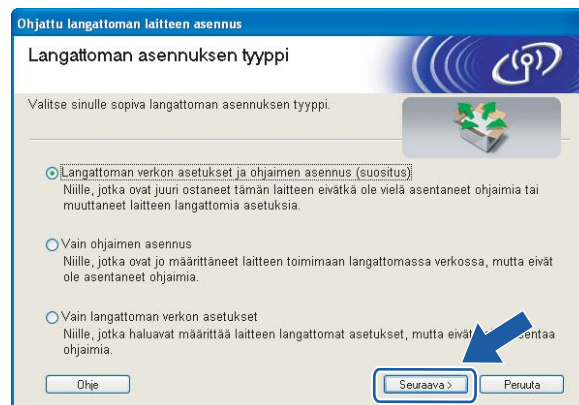 Ohjattu langattoman laitteen asennus
Langattoman asennuksen tyyppi
Valitse sinulle sopiva langattoman asennuksen tyyppi.
Langattoman verkon asetukset ja ohjaimen asennus (suositus)
Niille, jotka ovat juuri ostaneet tämän laitteen eivätkä ole vielä asentaneet ohjaimia tai
muuttaneet laitteen langattomia asetuksia.
Vain ohjaimen asennus
Niille, jotka ovat jo määrittäneet laitteen toimimaan langattomassa verkossa, mutta eivät
ole asentaneet ohjaimia.
Vain langattoman verkon asetukset
Niille, jotka haluavat määrittää laitteen langattomat asetukset, mutta eivät
ohjaimia.
Ohje
Seuraava >
Peruuta